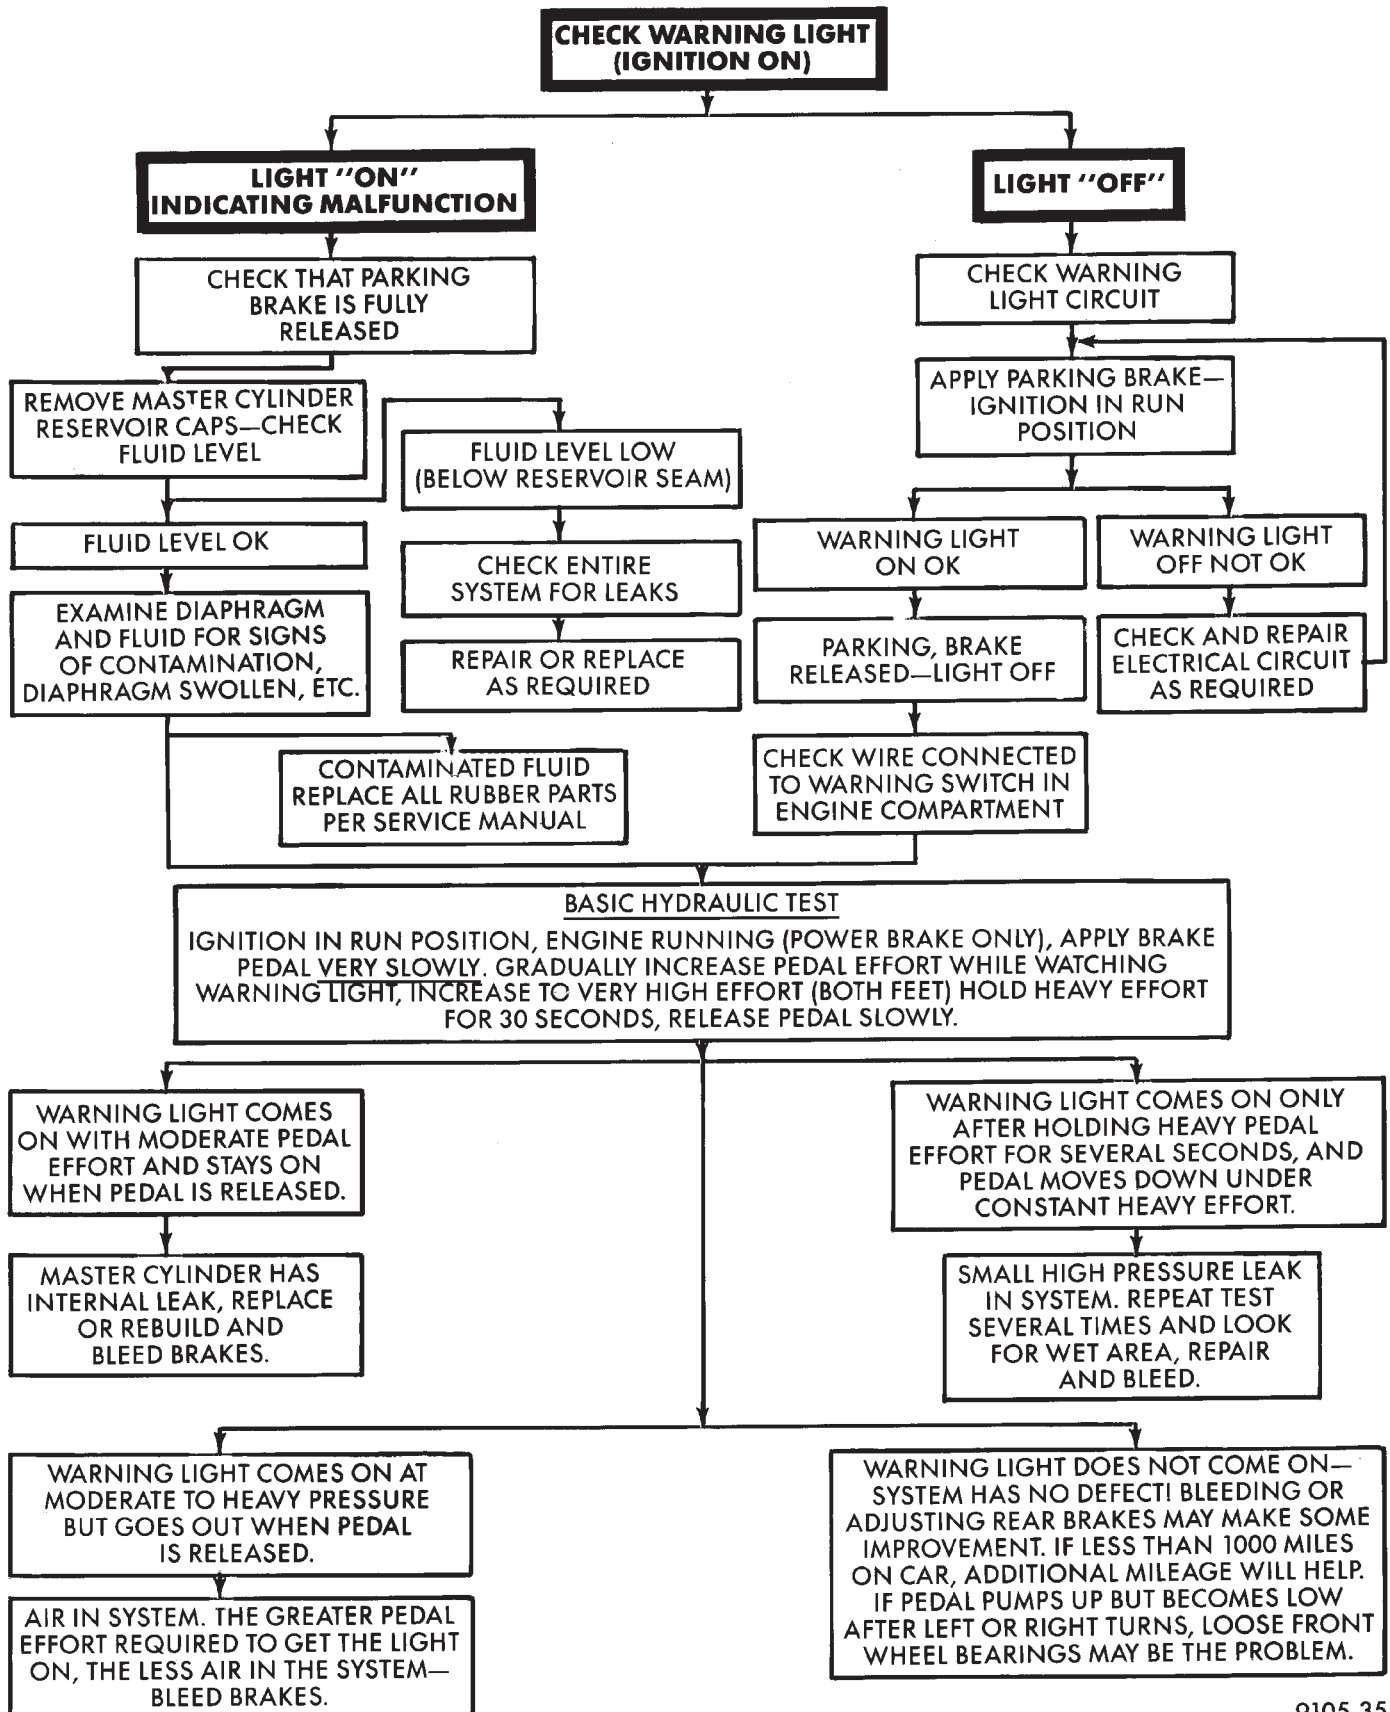 CHECK WARNING LIGHT
(IGNITION ON)
LIGHT "ON"
INDICATING MALFUNCTION
CHECK THAT PARKING
BRAKE IS FULLY
RELEASED
REMOVE MASTER CYLINDER
RESERVOIR CAPS—CHECK
FLUID LEVEL
FLUID LEVEL OK
EXAMINE DIAPHRAGM
AND FLUID FOR SIGNS
OF CONTAMINATION,
DIAPHRAGM SWOLLEN, ETC.
FLUID LEVEL LOW
(BELOW RESERVOIR SEAM)
CHECK ENTIRE
SYSTEM FOR LEAKS
REPAIR OR REPLACE
AS REQUIRED
CONTAMINATED FLUID
REPLACE ALL RUBBER PARTS
PER SERVICE MANUAL
LIGHT "OFF"
CHECK WARNING
LIGHT CIRCUIT
APPLY PARKING BRAKE—
IGNITION IN RUN
POSITION
WARNING LIGHT
ON OK
PARKING, BRAKE
RELEASED—LIGHT OFF
CHECK WIRE CONNECTED
TO WARNING SWITCH IN
ENGINE COMPARTMENT
WARNING LIGHT
OFF NOT OK
CHECK AND REPAIR
ELECTRICAL CIRCUIT
AS REQUIRED
BASIC HYDRAULIC TEST
IGNITION IN RUN POSITION, ENGINE RUNNING (POWER BRAKE ONLY), APPLY BRAKE
PEDAL VERY SLOWLY. GRADUALLY INCREASE PEDAL EFFORT WHILE WATCHING
WARNING LIGHT, INCREASE TO VERY HIGH EFFORT (BOTH FEET) HOLD HEAVY EFFORT
FOR 30 SECONDS, RELEASE PEDAL SLOWLY.
WARNING LIGHT COMES
ON WITH MODERATE PEDAL
EFFORT AND STAYS ON
WHEN PEDAL IS RELEASED.
MASTER CYLINDER HAS
INTERNAL LEAK, REPLACE
OR REBUILD AND
BLEED BRAKES.
WARNING LIGHT COMES ON ONLY
AFTER HOLDING HEAVY PEDAL
EFFORT FOR SEVERAL SECONDS, AND
PEDAL MOVES DOWN UNDER
CONSTANT HEAVY EFFORT.
SMALL HIGH PRESSURE LEAK
IN SYSTEM. REPEAT TEST
SEVERAL TIMES AND LOOK
FOR WET AREA, REPAIR
AND BLEED.
WARNING LIGHT COMES ON AT
MODERATE TO HEAVY PRESSURE
BUT GOES OUT WHEN PEDAL
IS RELEASED.
AIR IN SYSTEM. THE GREATER PEDAL
EFFORT REQUIRED TO GET THE LIGHT
ON, THE LESS AIR IN THE SYSTEM—
BLEED BRAKES.
WARNING LIGHT DOES NOT COME ON—
SYSTEM HAS NO DEFECT! BLEEDING OR
ADJUSTING REAR BRAKES MAY MAKE SOME
IMPROVEMENT. IF LESS THAN 1000 MILES
ON CAR, ADDITIONAL MILEAGE WILL HELP.
IF PEDAL PUMPS UP BUT BECOMES LOW
AFTER LEFT OR RIGHT TURNS, LOOSE FRONT
WHEEL BEARINGS MAY BE THE PROBLEM.
9105-35